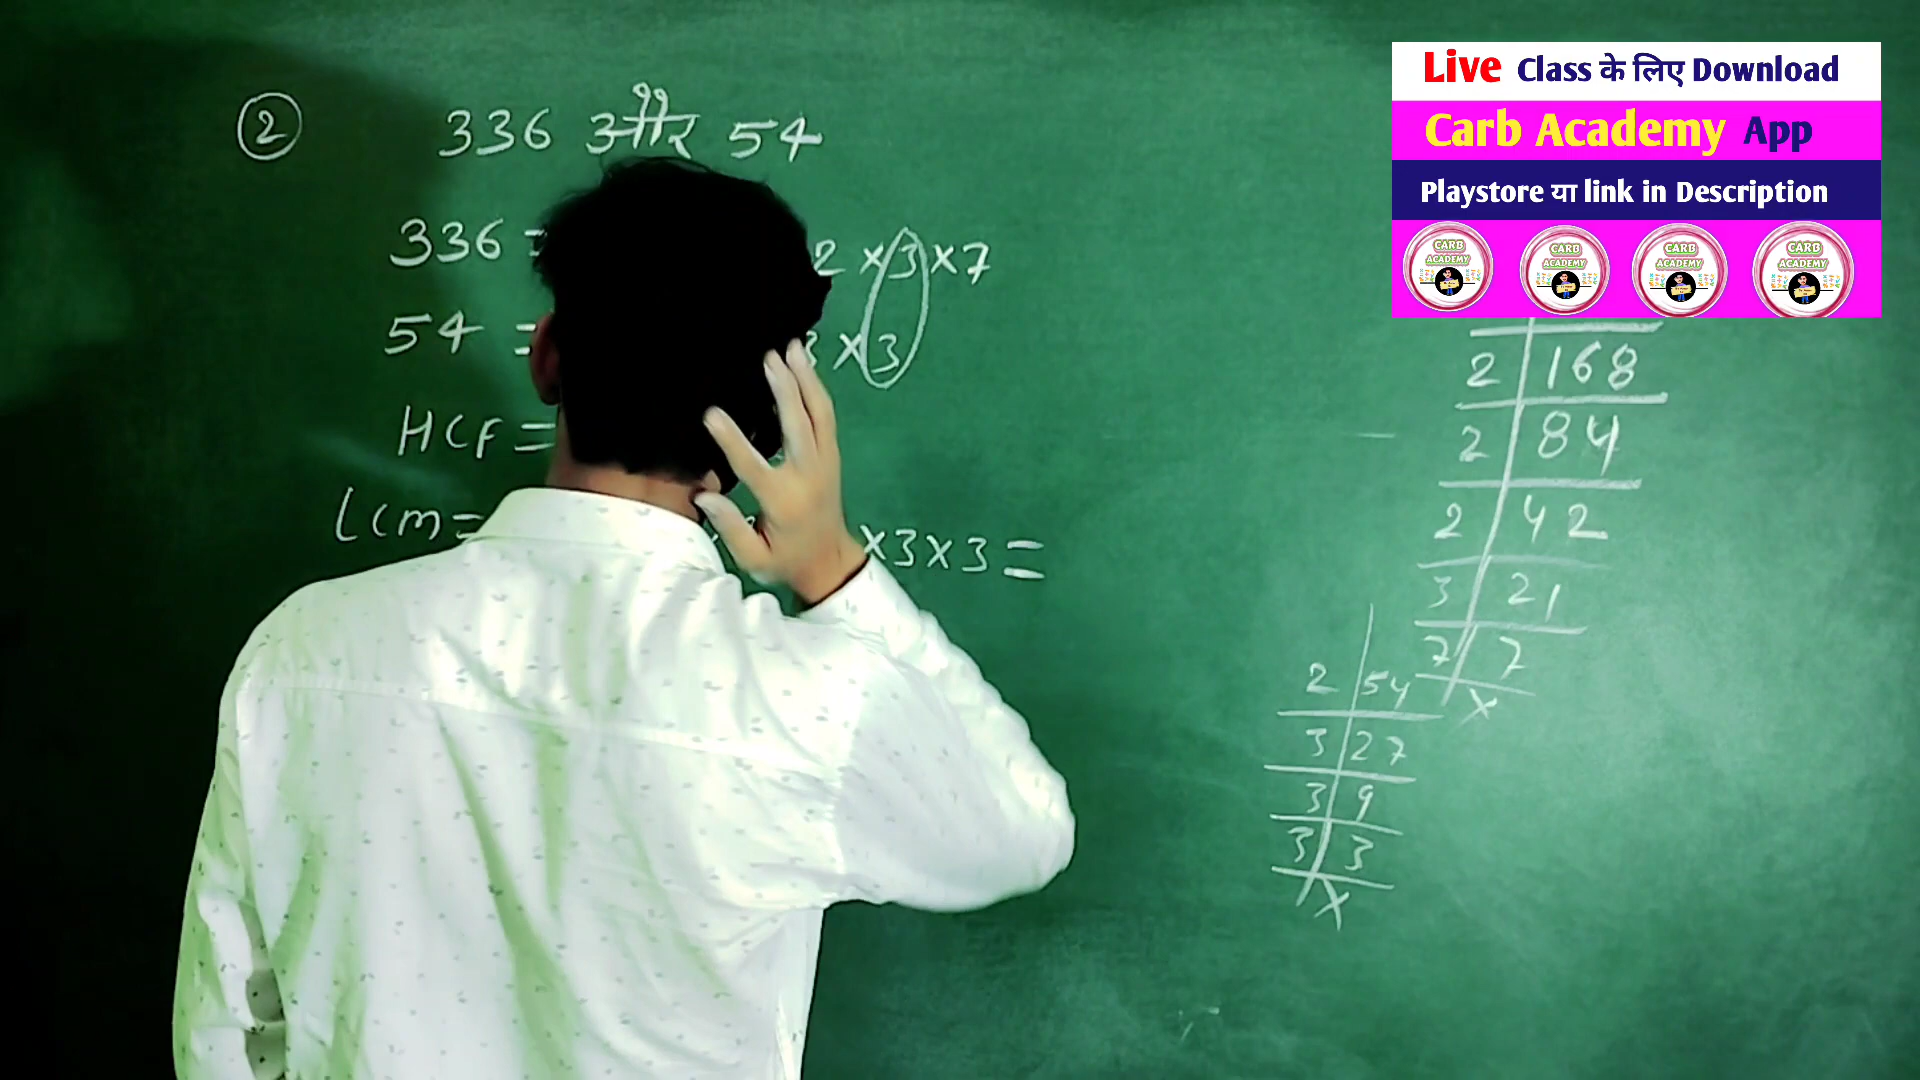 Live Class के लिए Download
Carb Academy App
Playstore या link in Description
CARB ACADEMY
CARB ACADEMY
CARB ACADEMY
CARB ACADEMY
2 336 और 54
336 = 2 × 3 × 7
54 = 3 × 3
HCF =
LCM = × 3 × 3 =
2 168
2 84
2 42
3 21
7 7
x
2 54
3 27
3 9
3 3
x